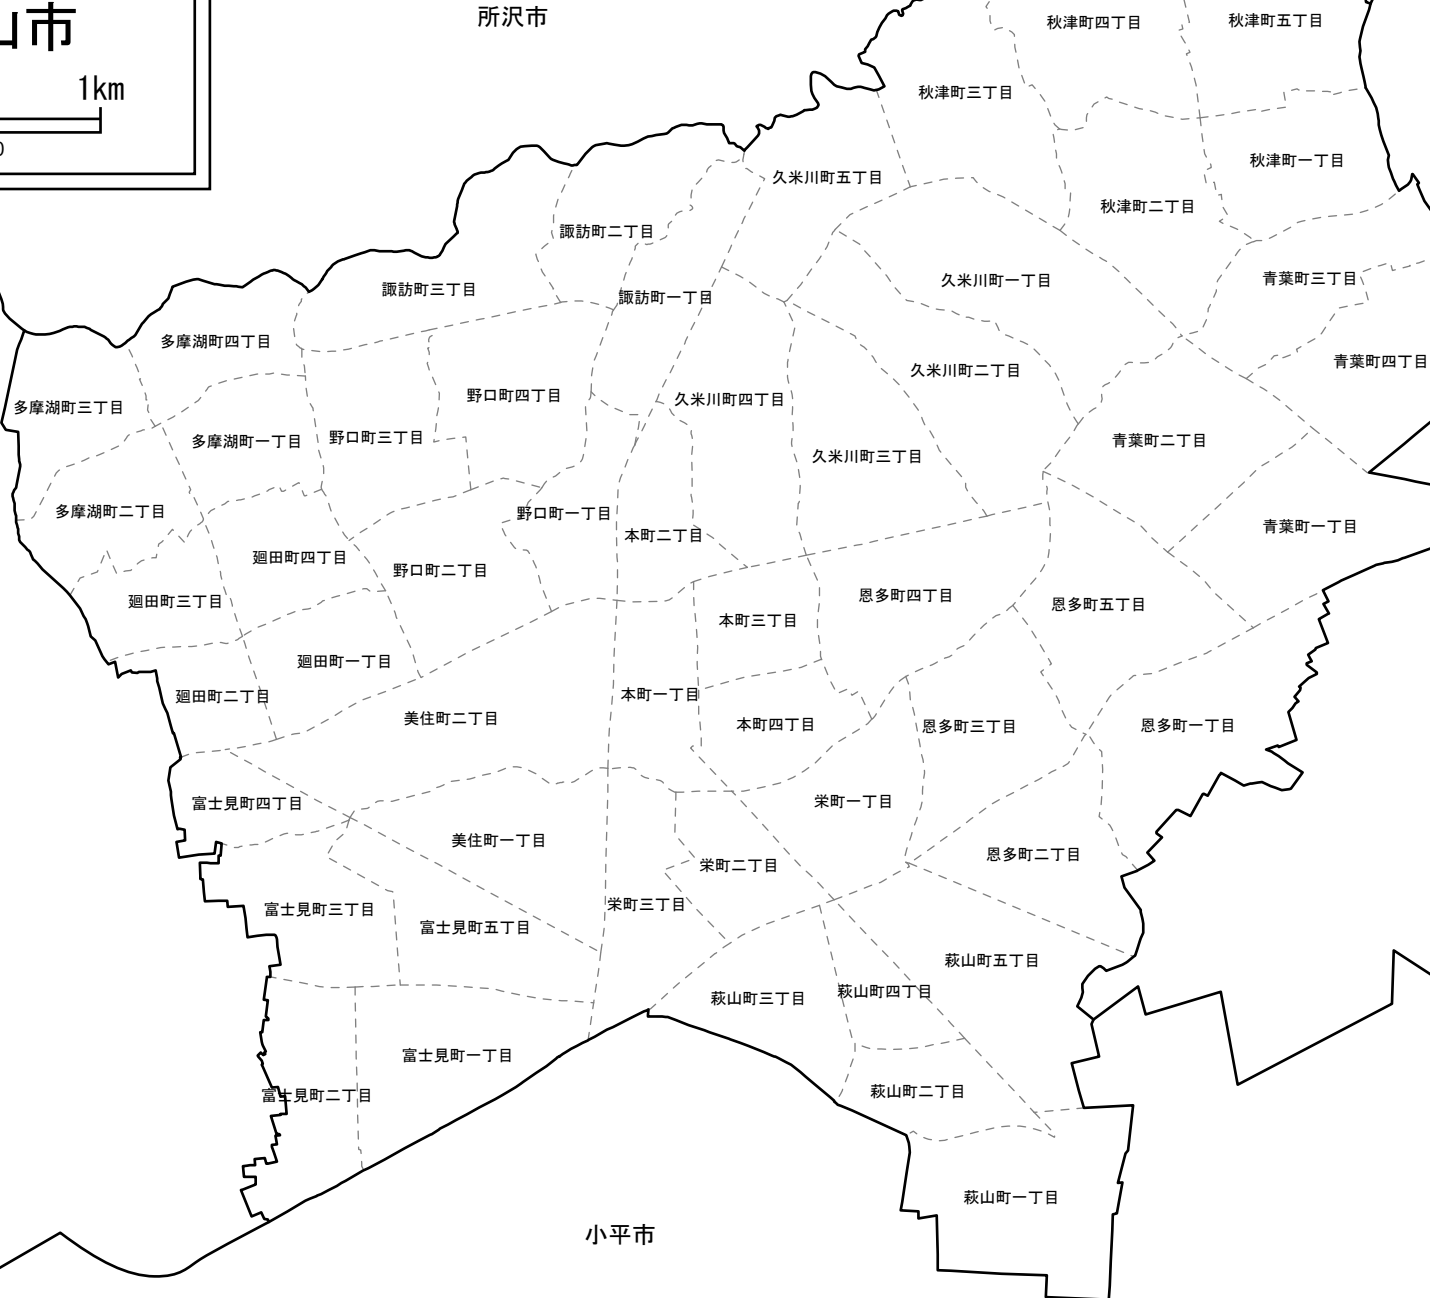 山市
1km
0
所沢市
秋津町四丁目
秋津町五丁目
秋津町三丁目
秋津町一丁目
久米川町五丁目
秋津町二丁目
諏訪町二丁目
久米川町一丁目
青葉町三丁目
諏訪町三丁目
諏訪町一丁目
多摩湖町四丁目
青葉町四丁目
久米川町二丁目
野口町四丁目
久米川町四丁目
多摩湖町三丁目
多摩湖町一丁目
野口町三丁目
青葉町二丁目
久米川町三丁目
多摩湖町二丁目
野口町一丁目
青葉町一丁目
本町二丁目
廻田町四丁目
野口町二丁目
廻田町三丁目
恩多町四丁目
恩多町五丁目
本町三丁目
廻田町一丁目
廻田町二丁目
本町一丁目
美住町二丁目
本町四丁目
恩多町三丁目
恩多町一丁目
富士見町四丁目
栄町一丁目
美住町一丁目
恩多町二丁目
栄町二丁目
栄町三丁目
富士見町三丁目
富士見町五丁目
萩山町五丁目
萩山町四丁目
萩山町三丁目
富士見町一丁目
萩山町二丁目
富士見町二丁目
萩山町一丁目
小平市